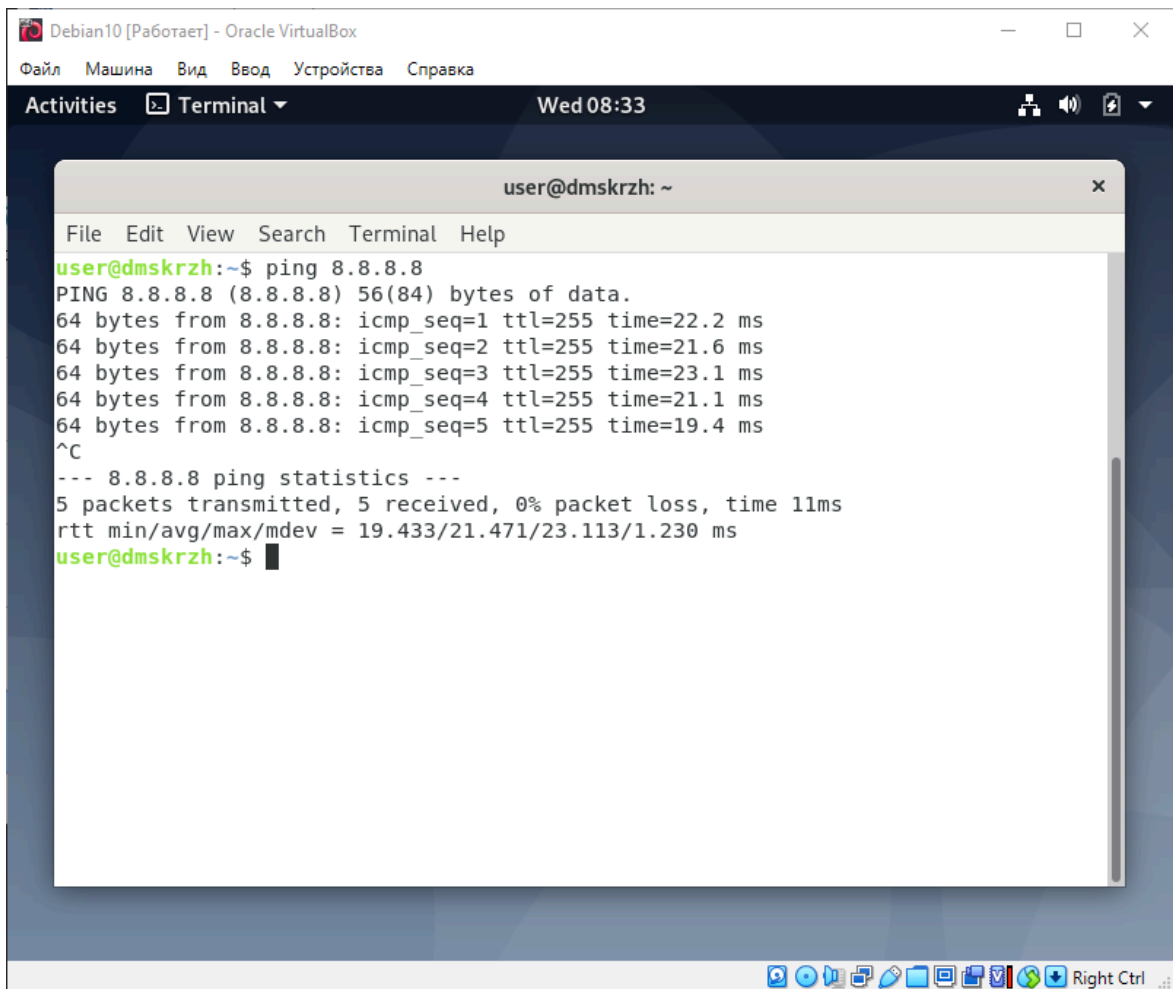 Debian10 [Работает] - Oracle VirtualBox
Файл Машина Вид Ввод Устройства Справка
Activities Terminal Wed 08:33
user@dmskrzh: ~
File Edit View Search Terminal Help
user@dmskrzh:~$ ping 8.8.8.8
PING 8.8.8.8 (8.8.8.8) 56(84) bytes of data.
64 bytes from 8.8.8.8: icmp_seq=1 ttl=255 time=22.2 ms
64 bytes from 8.8.8.8: icmp_seq=2 ttl=255 time=21.6 ms
64 bytes from 8.8.8.8: icmp_seq=3 ttl=255 time=23.1 ms
64 bytes from 8.8.8.8: icmp_seq=4 ttl=255 time=21.1 ms
64 bytes from 8.8.8.8: icmp_seq=5 ttl=255 time=19.4 ms
^C
--- 8.8.8.8 ping statistics ---
5 packets transmitted, 5 received, 0% packet loss, time 11ms
rtt min/avg/max/mdev = 19.433/21.471/23.113/1.230 ms
user@dmskrzh:~$
Right Ctrl